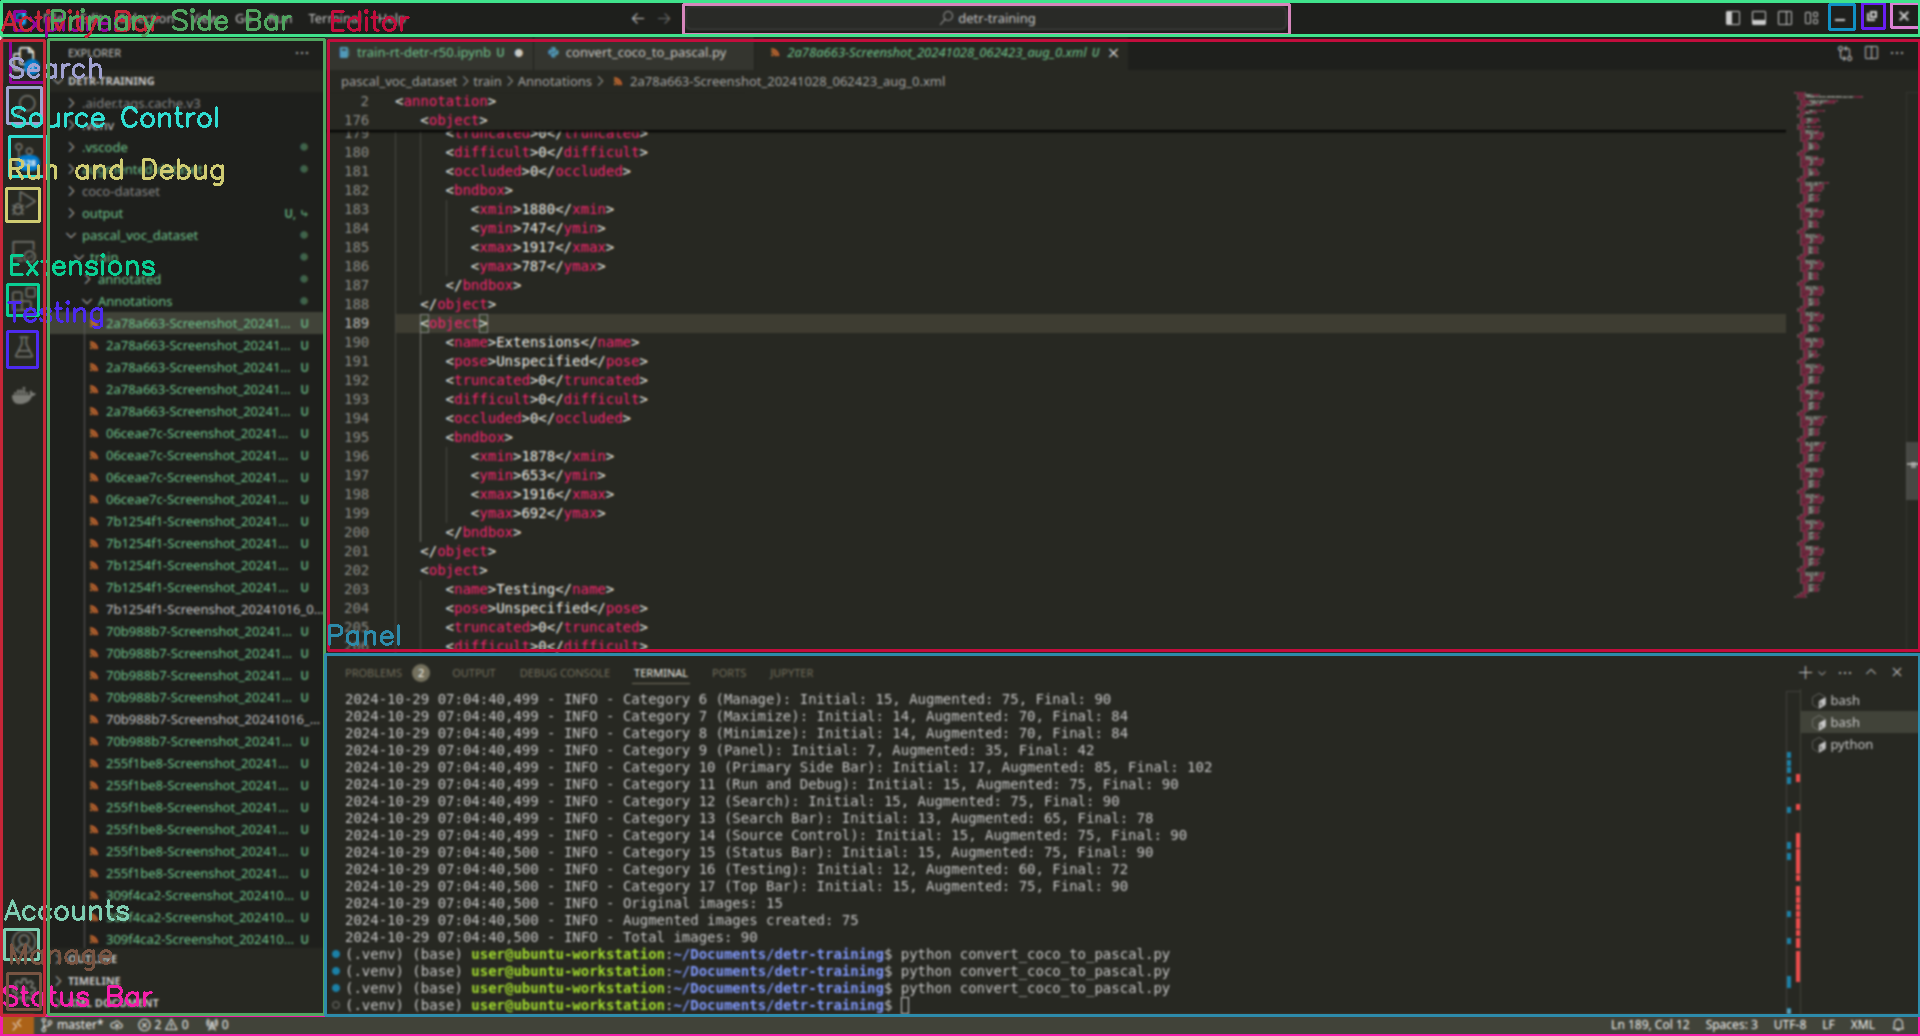 Activity Bar
Primary Side Bar
Editor
detr-training
Search
Source Control
Run and Debug
Extensions
Testing
Accounts
Manage
Status Bar
Panel
EXPLORER
DETR-TRAINING
.aider.tags.cache.v3
.venv
.vscode
coco-dataset
output U,
pascal_voc_dataset
train
annotated
Annotations
2a78a663-Screenshot_20241... U
2a78a663-Screenshot_20241... U
2a78a663-Screenshot_20241... U
2a78a663-Screenshot_20241... U
2a78a663-Screenshot_20241... U
06ceae7c-Screenshot_20241... U
06ceae7c-Screenshot_20241... U
06ceae7c-Screenshot_20241... U
06ceae7c-Screenshot_20241... U
7b1254f1-Screenshot_20241... U
7b1254f1-Screenshot_20241... U
7b1254f1-Screenshot_20241... U
7b1254f1-Screenshot_20241... U
7b1254f1-Screenshot_20241016_0...
70b988b7-Screenshot_20241... U
70b988b7-Screenshot_20241... U
70b988b7-Screenshot_20241... U
70b988b7-Screenshot_20241... U
70b988b7-Screenshot_20241016_...
70b988b7-Screenshot_20241... U
255f1be8-Screenshot_20241... U
255f1be8-Screenshot_20241... U
255f1be8-Screenshot_20241... U
255f1be8-Screenshot_20241... U
255f1be8-Screenshot_20241... U
255f1be8-Screenshot_20241... U
309f4ca2-Screenshot_202410... U
309f4ca2-Screenshot_202410... U
309f4ca2-Screenshot_202410... U
OUTLINE
TIMELINE
train-rt-detr-r50.ipynb U
convert_coco_to_pascal.py
2a78a663-Screenshot_20241028_062423_aug_0.xml U
pascal_voc_dataset > train > Annotations > 2a78a663-Screenshot_20241028_062423_aug_0.xml
2 <annotation>
176 <object>
179 <truncated>0</truncated>
180 <difficult>0</difficult>
181 <occluded>0</occluded>
182 <bndbox>
183 <xmin>1880</xmin>
184 <ymin>747</ymin>
185 <xmax>1917</xmax>
186 <ymax>787</ymax>
187 </bndbox>
188 </object>
189 <object>
190 <name>Extensions</name>
191 <pose>Unspecified</pose>
192 <truncated>0</truncated>
193 <difficult>0</difficult>
194 <occluded>0</occluded>
195 <bndbox>
196 <xmin>1878</xmin>
197 <ymin>653</ymin>
198 <xmax>1916</xmax>
199 <ymax>692</ymax>
200 </bndbox>
201 </object>
202 <object>
203 <name>Testing</name>
204 <pose>Unspecified</pose>
205 <truncated>0</truncated>
<difficult>0</difficult>
PROBLEMS 2 OUTPUT DEBUG CONSOLE TERMINAL PORTS JUPYTER
2024-10-29 07:04:40,499 - INFO - Category 6 (Manage): Initial: 15, Augmented: 75, Final: 90
2024-10-29 07:04:40,499 - INFO - Category 7 (Maximize): Initial: 14, Augmented: 70, Final: 84
2024-10-29 07:04:40,499 - INFO - Category 8 (Minimize): Initial: 14, Augmented: 70, Final: 84
2024-10-29 07:04:40,499 - INFO - Category 9 (Panel): Initial: 7, Augmented: 35, Final: 42
2024-10-29 07:04:40,499 - INFO - Category 10 (Primary Side Bar): Initial: 17, Augmented: 85, Final: 102
2024-10-29 07:04:40,499 - INFO - Category 11 (Run and Debug): Initial: 15, Augmented: 75, Final: 90
2024-10-29 07:04:40,499 - INFO - Category 12 (Search): Initial: 15, Augmented: 75, Final: 90
2024-10-29 07:04:40,499 - INFO - Category 13 (Search Bar): Initial: 13, Augmented: 65, Final: 78
2024-10-29 07:04:40,499 - INFO - Category 14 (Source Control): Initial: 15, Augmented: 75, Final: 90
2024-10-29 07:04:40,500 - INFO - Category 15 (Status Bar): Initial: 15, Augmented: 75, Final: 90
2024-10-29 07:04:40,500 - INFO - Category 16 (Testing): Initial: 12, Augmented: 60, Final: 72
2024-10-29 07:04:40,500 - INFO - Category 17 (Top Bar): Initial: 15, Augmented: 75, Final: 90
2024-10-29 07:04:40,500 - INFO - Original images: 15
2024-10-29 07:04:40,500 - INFO - Augmented images created: 75
2024-10-29 07:04:40,500 - INFO - Total images: 90
(.venv) (base) user@ubuntu-workstation:~/Documents/detr-training$ python convert_coco_to_pascal.py
(.venv) (base) user@ubuntu-workstation:~/Documents/detr-training$ python convert_coco_to_pascal.py
(.venv) (base) user@ubuntu-workstation:~/Documents/detr-training$ python convert_coco_to_pascal.py
(.venv) (base) user@ubuntu-workstation:~/Documents/detr-training$
bash
bash
python
master* 2 0 0
Ln 189, Col 12 Spaces: 3 UTF-8 LF XML